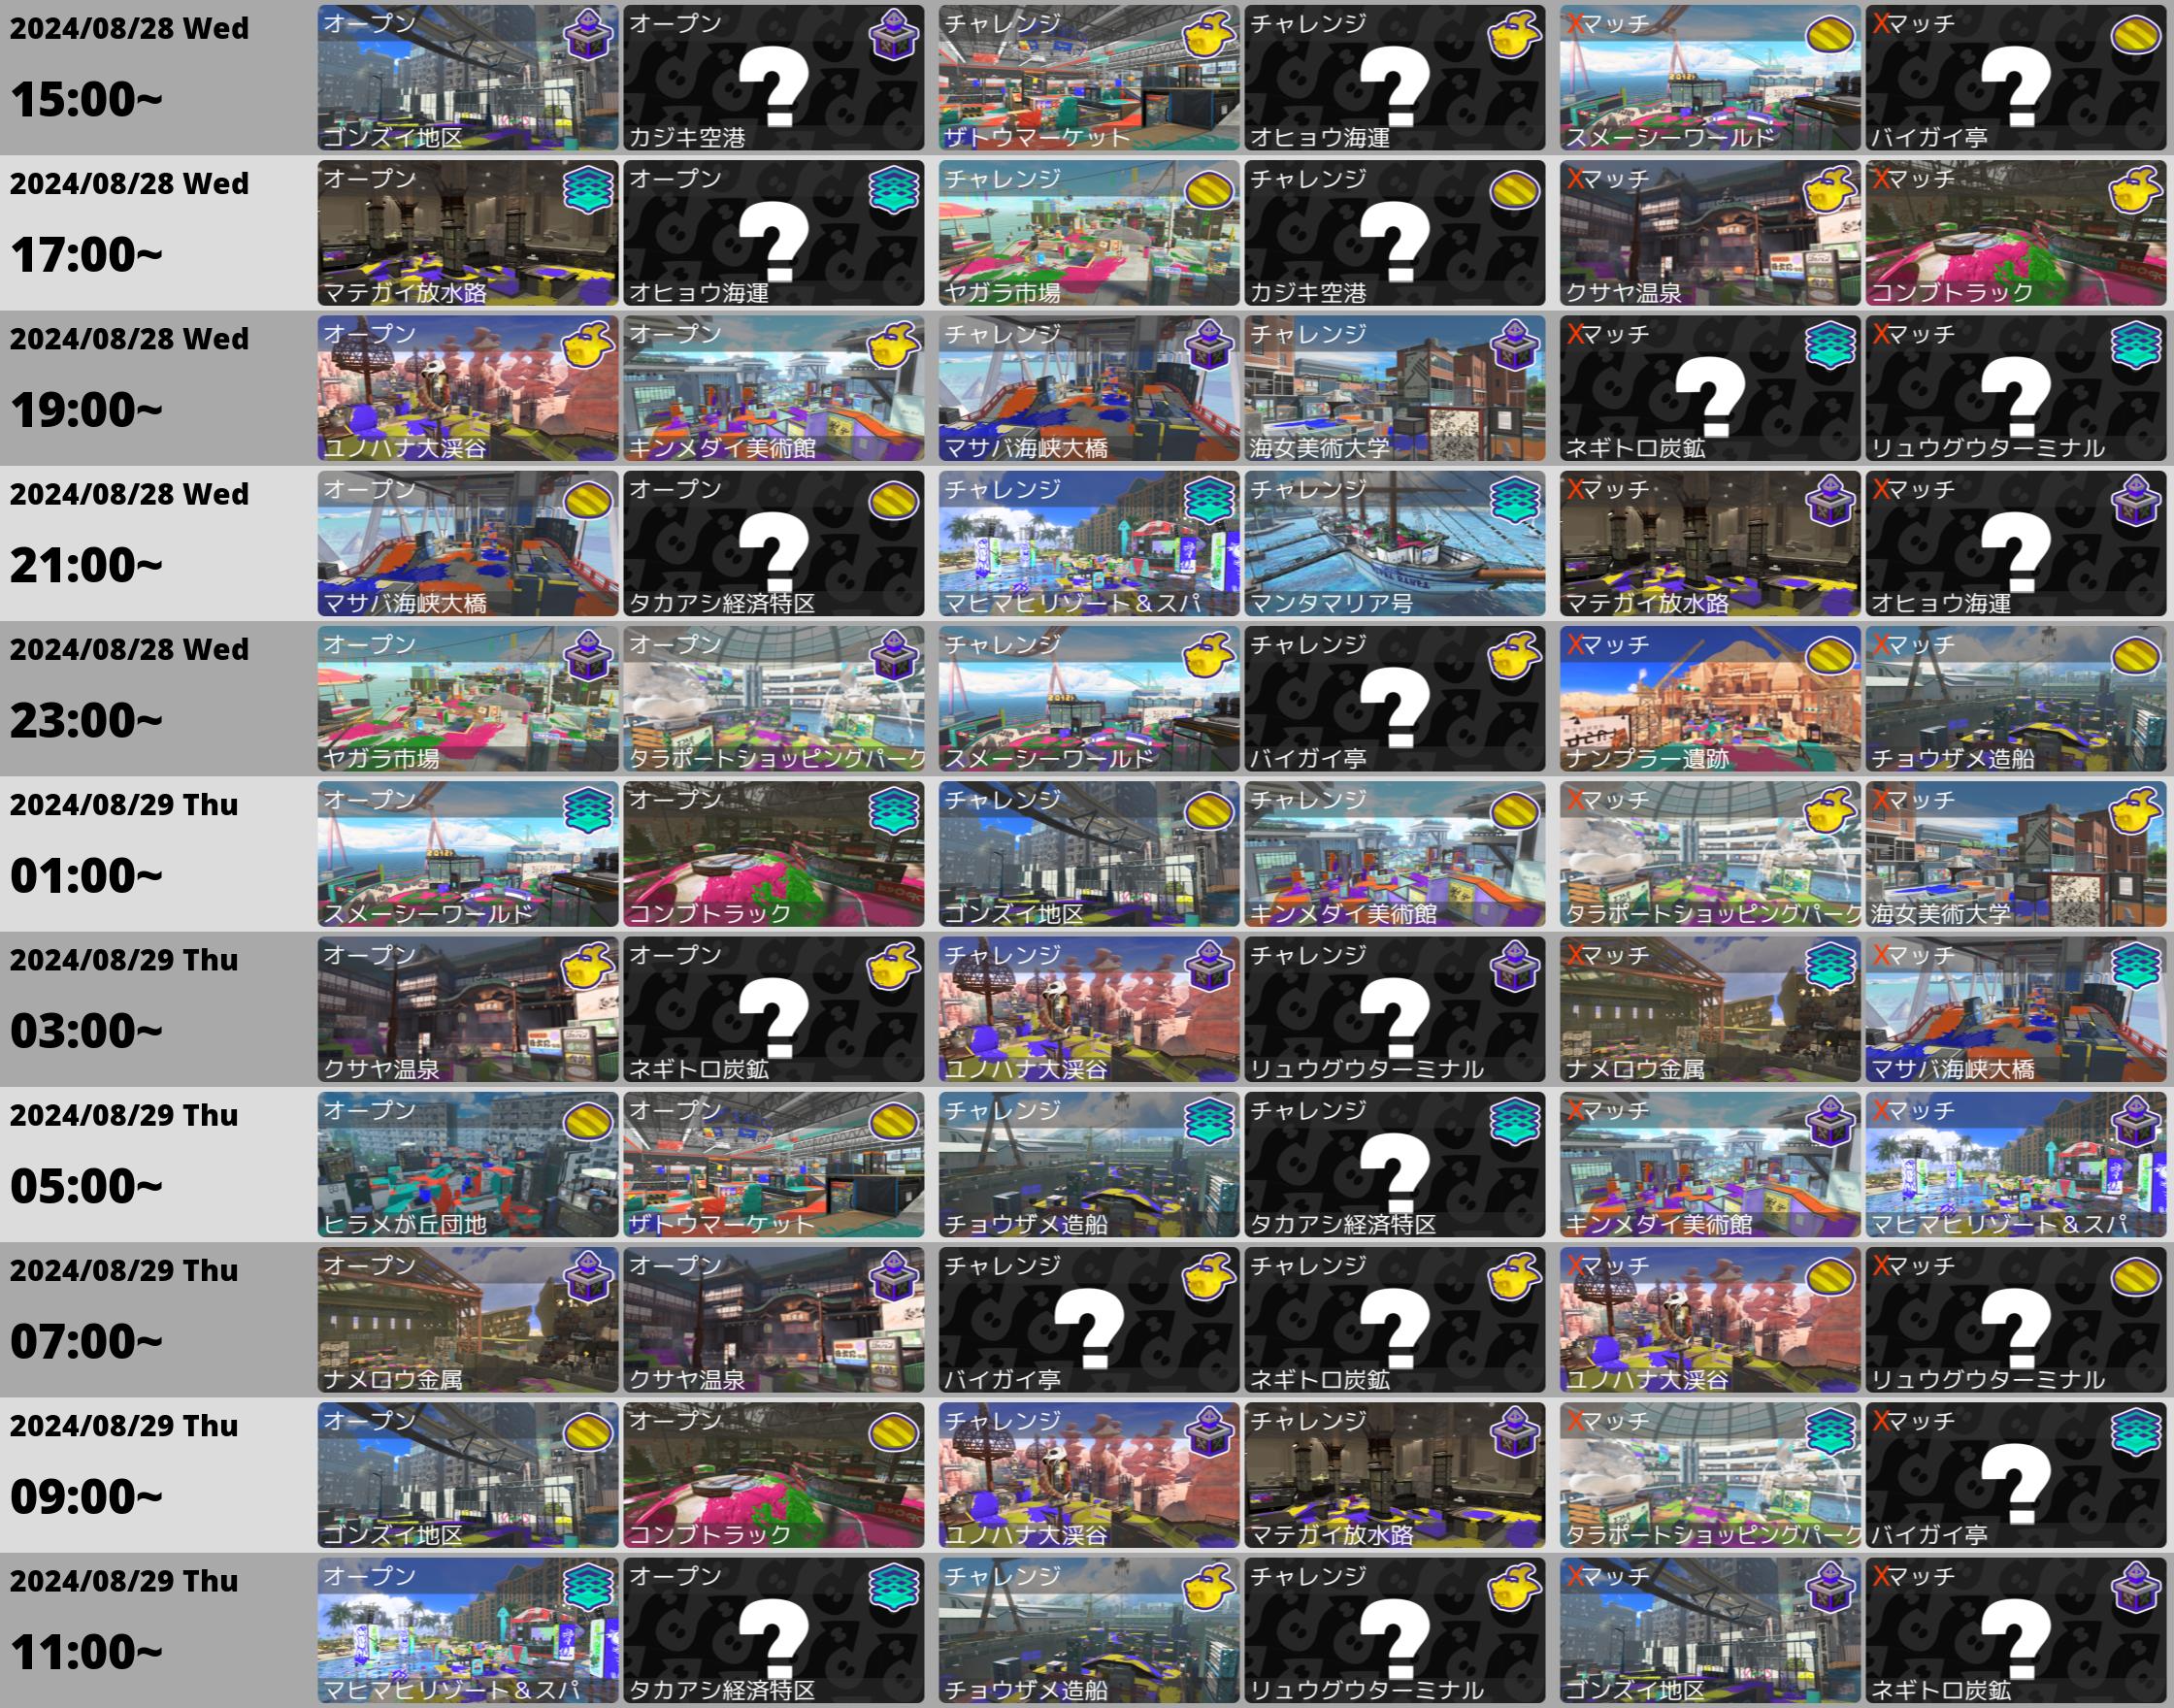 2024/08/28 Wed
15:00~
オープン
ゴンズイ地区
オープン
カジキ空港
チャレンジ
ザトウマーケット
チャレンジ
オヒョウ海運
Xマッチ
スメーシーワールド
Xマッチ
バイガイ亭
2024/08/28 Wed
17:00~
オープン
マテガイ放水路
オープン
オヒョウ海運
チャレンジ
ヤガラ市場
チャレンジ
カジキ空港
Xマッチ
クサヤ温泉
Xマッチ
コンブトラック
2024/08/28 Wed
19:00~
オープン
ユノハナ大渓谷
オープン
キンメダイ美術館
チャレンジ
マサバ海峡大橋
チャレンジ
海女美術大学
Xマッチ
ネギトロ炭鉱
Xマッチ
リュウグウターミナル
2024/08/28 Wed
21:00~
オープン
マサバ海峡大橋
オープン
タカアシ経済特区
チャレンジ
マヒマヒリゾート＆スパ
チャレンジ
マンタマリア号
Xマッチ
マテガイ放水路
Xマッチ
オヒョウ海運
2024/08/28 Wed
23:00~
オープン
ヤガラ市場
オープン
タラポートショッピングパーク
チャレンジ
スメーシーワールド
チャレンジ
バイガイ亭
Xマッチ
ナンプラー遺跡
Xマッチ
チョウザメ造船
2024/08/29 Thu
01:00~
オープン
スメーシーワールド
オープン
コンブトラック
チャレンジ
ゴンズイ地区
チャレンジ
キンメダイ美術館
Xマッチ
タラポートショッピングパーク
Xマッチ
海女美術大学
2024/08/29 Thu
03:00~
オープン
クサヤ温泉
オープン
ネギトロ炭鉱
チャレンジ
ユノハナ大渓谷
チャレンジ
リュウグウターミナル
Xマッチ
ナメロウ金属
Xマッチ
マサバ海峡大橋
2024/08/29 Thu
05:00~
オープン
ヒラメが丘団地
オープン
ザトウマーケット
チャレンジ
チョウザメ造船
チャレンジ
タカアシ経済特区
Xマッチ
キンメダイ美術館
Xマッチ
マヒマヒリゾート＆スパ
2024/08/29 Thu
07:00~
オープン
ナメロウ金属
オープン
クサヤ温泉
チャレンジ
バイガイ亭
チャレンジ
ネギトロ炭鉱
Xマッチ
ユノハナ大渓谷
Xマッチ
リュウグウターミナル
2024/08/29 Thu
09:00~
オープン
ゴンズイ地区
オープン
コンブトラック
チャレンジ
ユノハナ大渓谷
チャレンジ
マテガイ放水路
Xマッチ
タラポートショッピングパーク
Xマッチ
バイガイ亭
2024/08/29 Thu
11:00~
オープン
マヒマヒリゾート＆スパ
オープン
タカアシ経済特区
チャレンジ
チョウザメ造船
チャレンジ
リュウグウターミナル
Xマッチ
ゴンズイ地区
Xマッチ
ネギトロ炭鉱